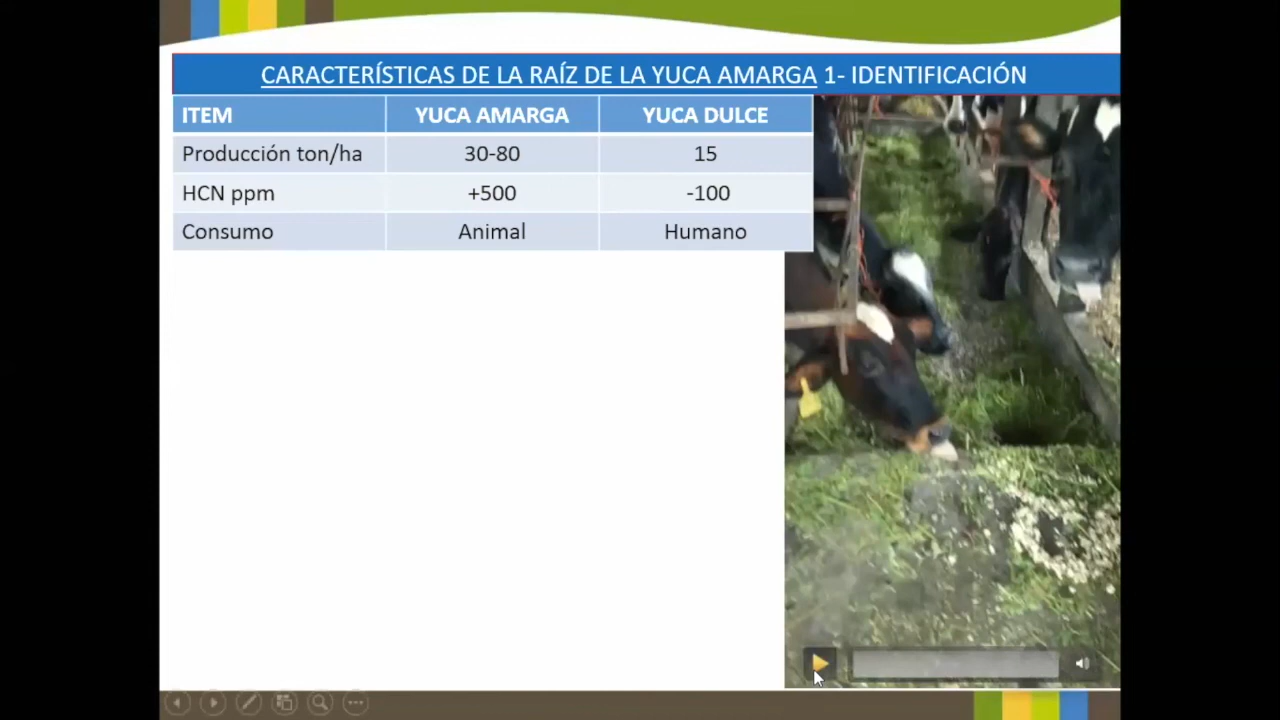 CARACTERÍSTICAS DE LA RAÍZ DE LA YUCA AMARGA 1- IDENTIFICACIÓN
ITEM YUCA AMARGA YUCA DULCE
Producción ton/ha 30-80 15
HCN ppm +500 -100
Consumo Animal Humano